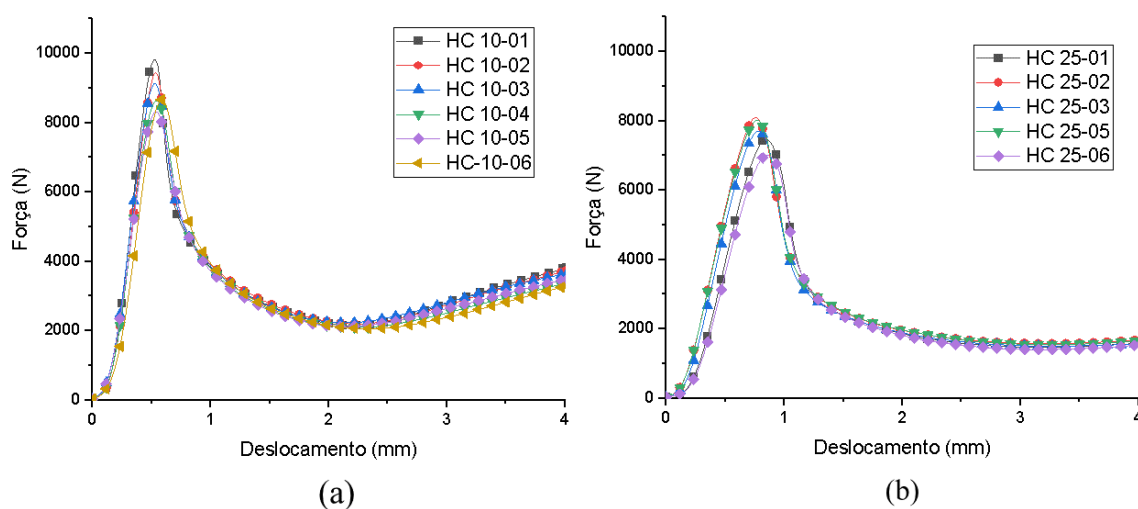 10000
8000
6000
4000
2000
0
Força (N)
HC 10-01
HC 10-02
HC 10-03
HC 10-04
HC 10-05
HC-10-06
0 1 2 3 4
Deslocamento (mm)
(a)
10000
8000
6000
4000
2000
0
Força (N)
HC 25-01
HC 25-02
HC 25-03
HC 25-05
HC 25-06
0 1 2 3 4
Deslocamento (mm)
(b)